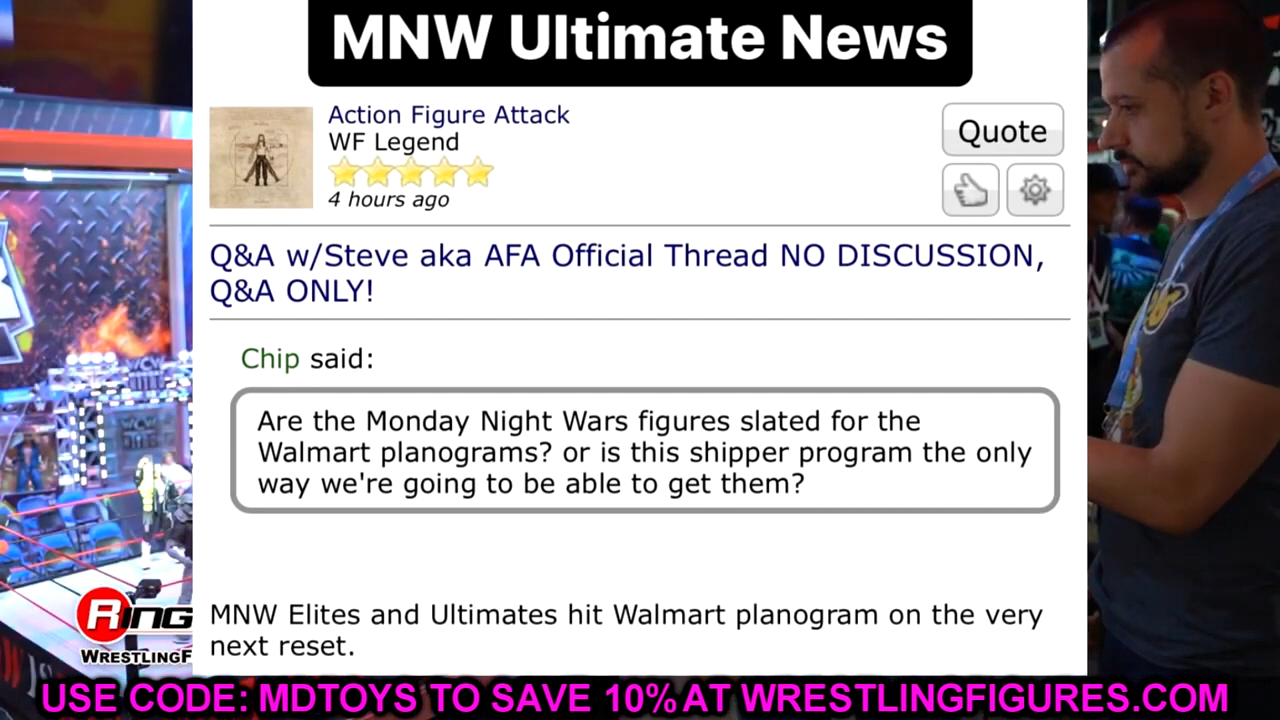 MNW Ultimate News
Action Figure Attack
WF Legend
4 hours ago
Quote
Q&A w/Steve aka AFA Official Thread NO DISCUSSION,
Q&A ONLY!
Chip said:
Are the Monday Night Wars figures slated for the
Walmart planograms? or is this shipper program the only
way we're going to be able to get them?
MNW Elites and Ultimates hit Walmart planogram on the very
next reset.
WCW
RING
WRESTLINGF
USE CODE: MDTOYS TO SAVE 10% AT WRESTLINGFIGURES.COM